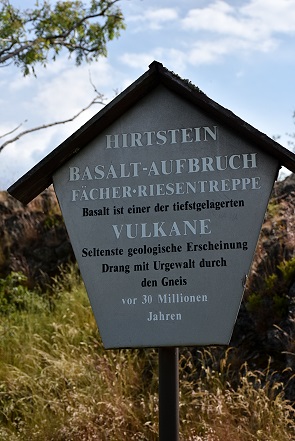 HIRTSTEIN
BASALT-AUFBRUCH
FÄCHER·RIESENTREPPE
Basalt ist einer der tiefstgelagerten
VULKANE
Seltenste geologische Erscheinung
Drang mit Urgewalt durch
den Gneis
vor 30 Millionen
Jahren